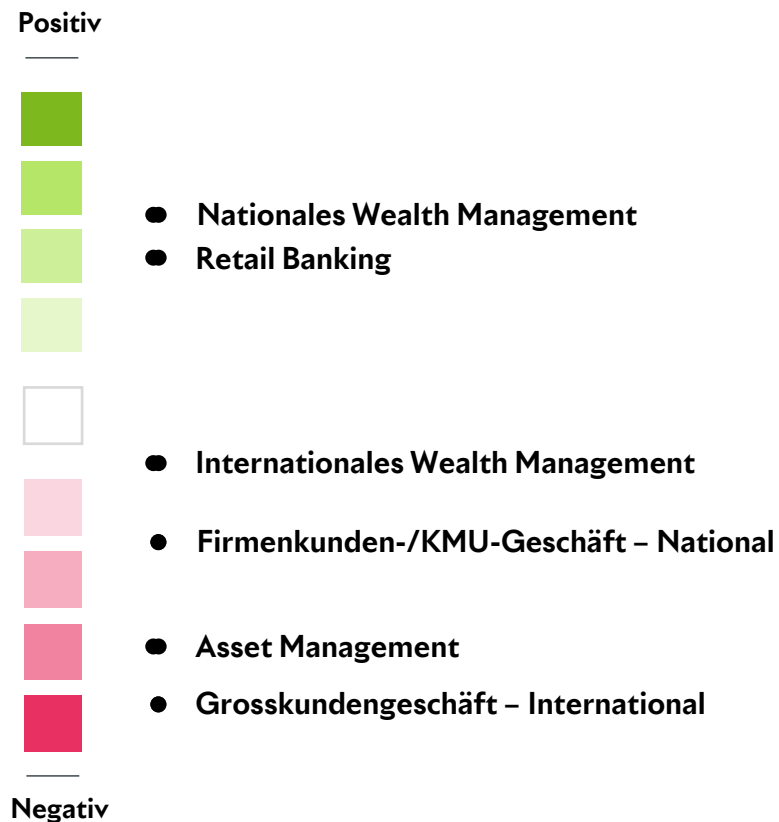 Positiv
Nationales Wealth Management
Retail Banking
Internationales Wealth Management
Firmenkunden-/KMU-Geschäft – National
Asset Management
Grosskundengeschäft – International
Negativ